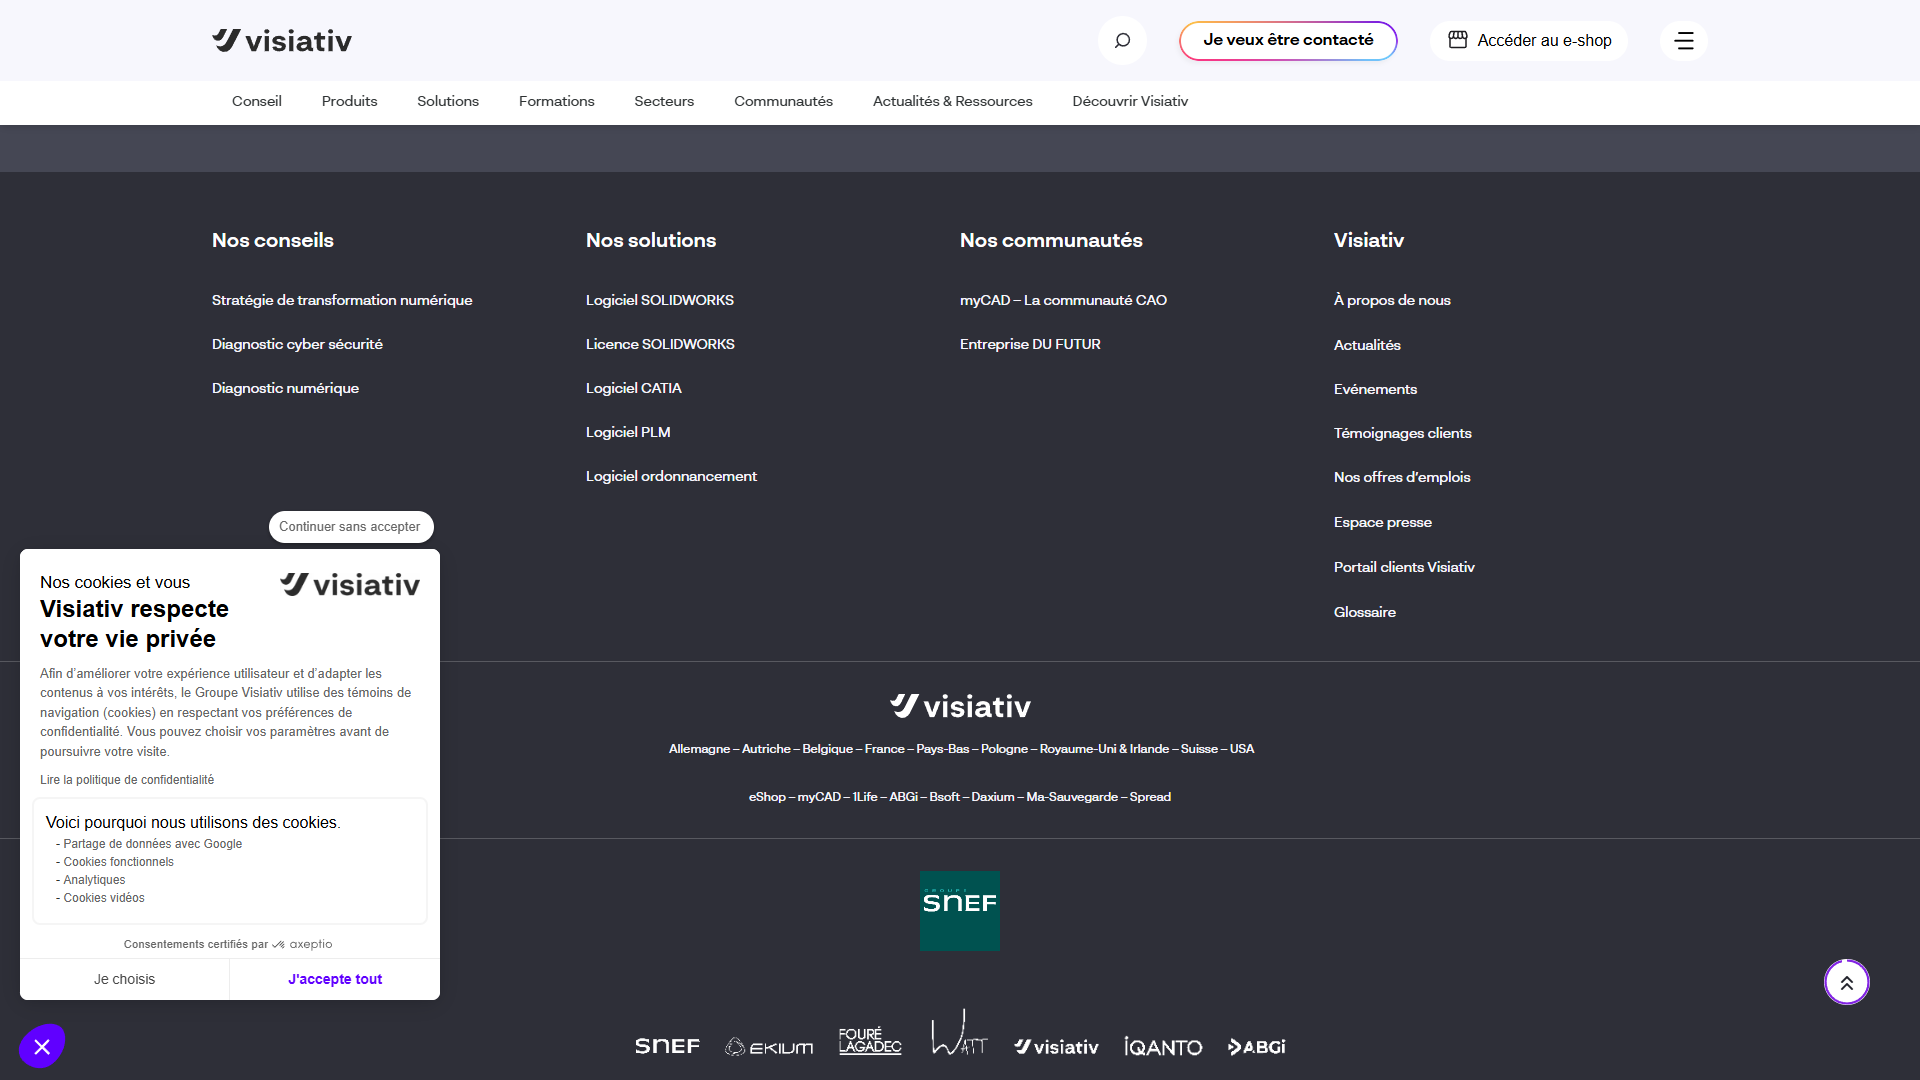 visiativ
Je veux être contacté
Accéder au e-shop
Conseil
Produits
Solutions
Formations
Secteurs
Communautés
Actualités & Ressources
Découvrir Visiativ
Nos conseils
Stratégie de transformation numérique
Diagnostic cyber sécurité
Diagnostic numérique
Nos solutions
Logiciel SOLIDWORKS
Licence SOLIDWORKS
Logiciel CATIA
Logiciel PLM
Logiciel ordonnancement
Nos communautés
myCAD – La communauté CAO
Entreprise DU FUTUR
Visiativ
À propos de nous
Actualités
Evénements
Témoignages clients
Nos offres d'emplois
Espace presse
Portail clients Visiativ
Glossaire
Continuer sans accepter
Nos cookies et vous
visiativ
Visiativ respecte
votre vie privée
Afin d'améliorer votre expérience utilisateur et d'adapter les
contenus à vos intérêts, le Groupe Visiativ utilise des témoins de
navigation (cookies) en respectant vos préférences de
confidentialité. Vous pouvez choisir vos paramètres avant de
poursuivre votre visite.
Lire la politique de confidentialité
Voici pourquoi nous utilisons des cookies.
- Partage de données avec Google
- Cookies fonctionnels
- Analytiques
- Cookies vidéos
Consentements certifiés par axeptio
Je choisis
J'accepte tout
visiativ
Allemagne – Autriche – Belgique – France – Pays-Bas – Pologne – Royaume-Uni & Irlande – Suisse – USA
eShop – myCAD – 1Life – ABGi – Bsoft – Daxium – Ma-Sauvegarde – Spread
GROUPE
SNEF
SNEF
EKIUM
FOURÉ
LAGADEC
WATT
visiativ
iQANTO
ABGi